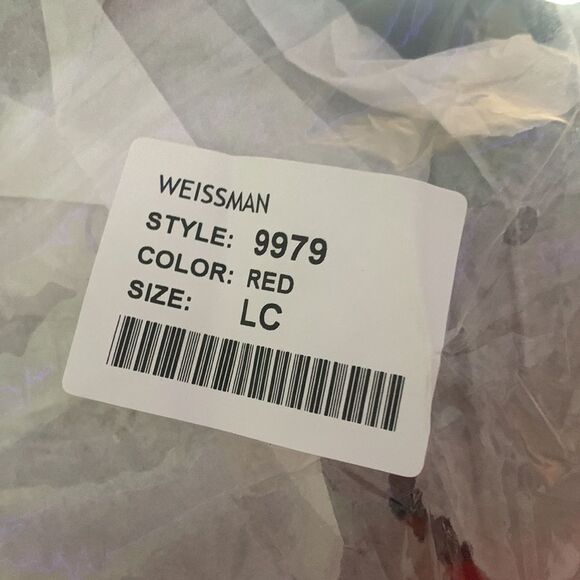 WEISSMAN
STYLE: 9979
COLOR: RED
SIZE: LC